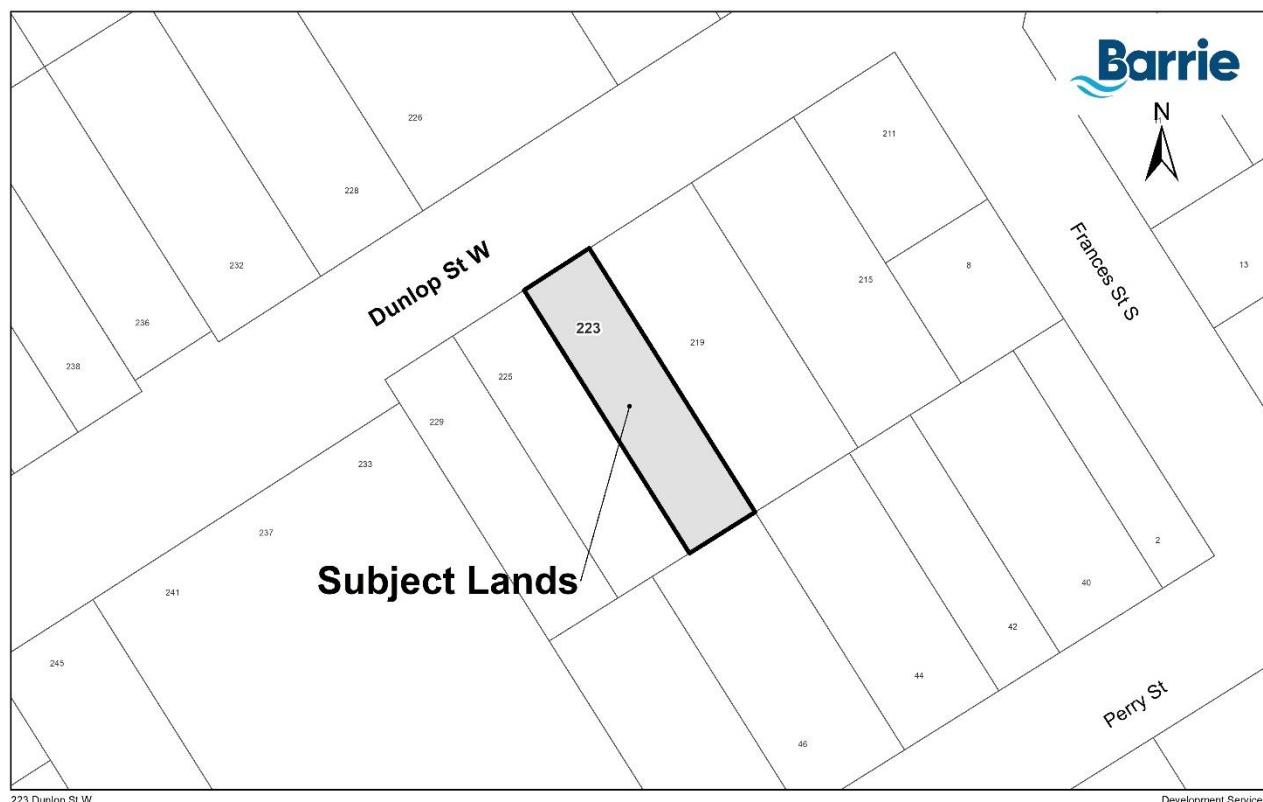 Barrie
N
226
211
228
Dunlop St W
232
Frances St S
13
8
215
236
223
219
238
225
229
233
237
Subject Lands
2
241
40
42
245
44
Perry St
46
223 Dunlop St W
Development Service